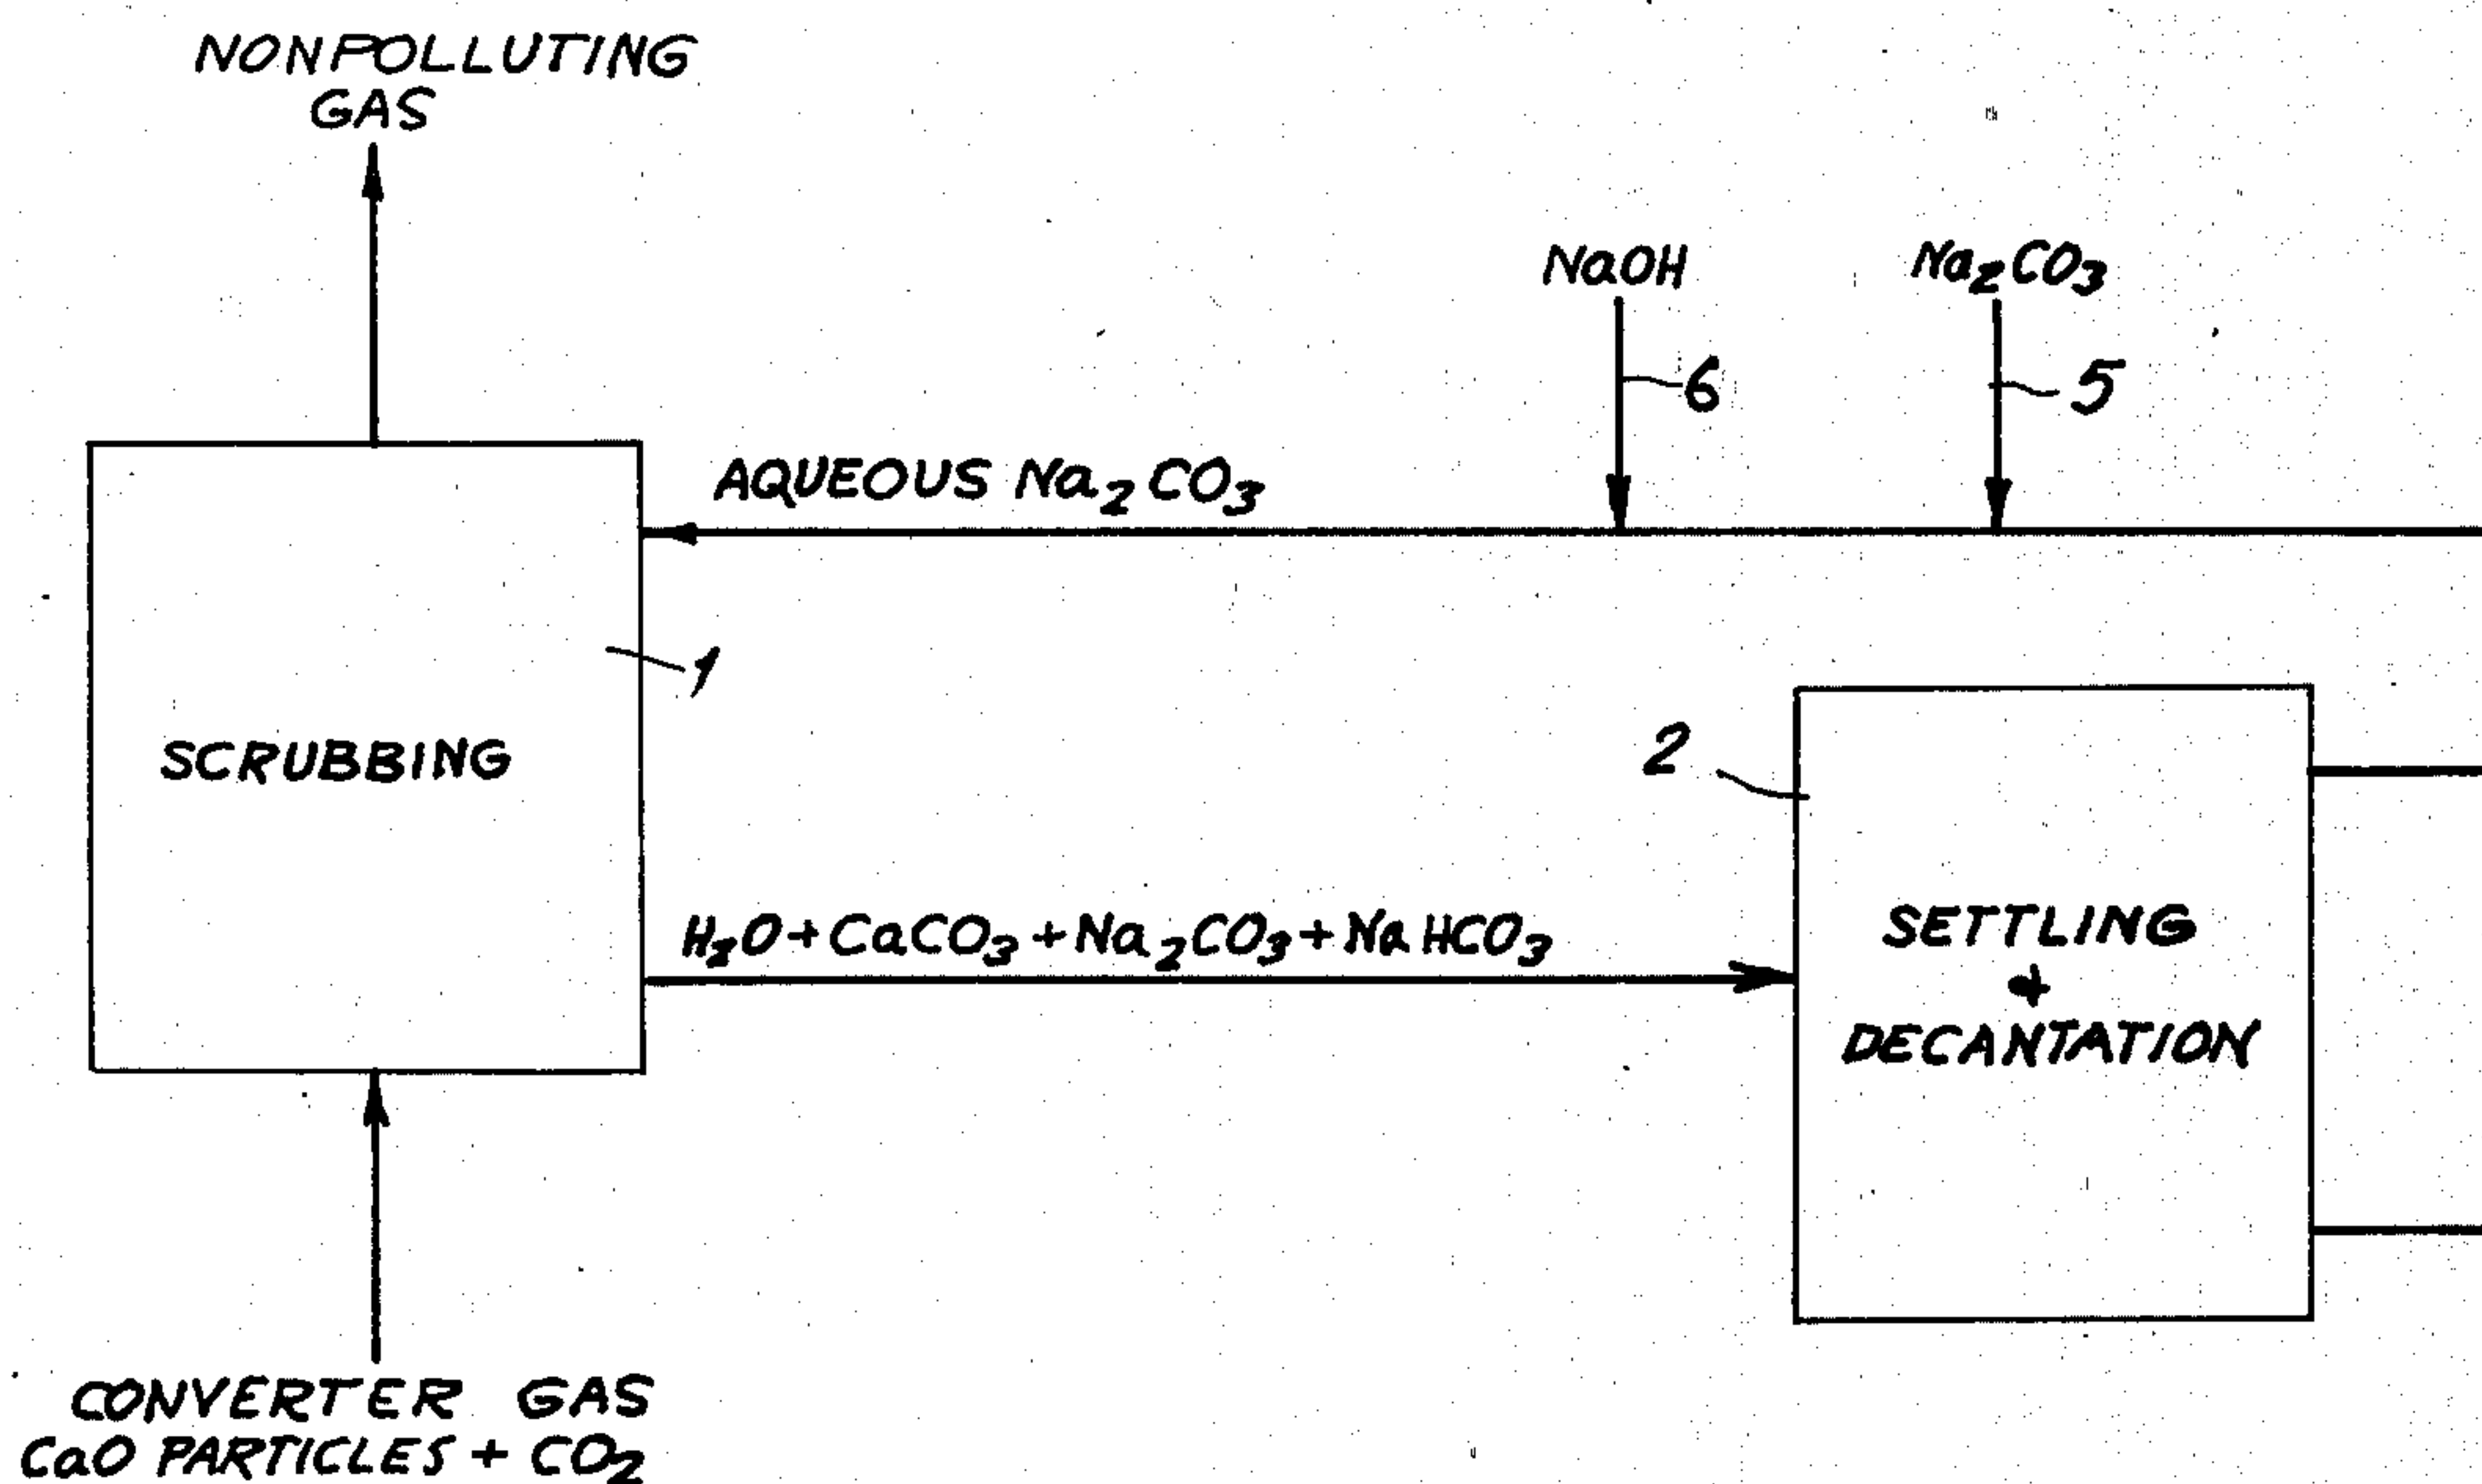 NONPOLLUTING
GAS
NaOH
Na₂CO₃
6
5
AQUEOUS Na₂CO₃
1
SCRUBBING
2
H₂O+CaCO₃+Na₂CO₃+NaHCO₃
SETTLING
&
DECANTATION
CONVERTER GAS
CaO PARTICLES + CO₂